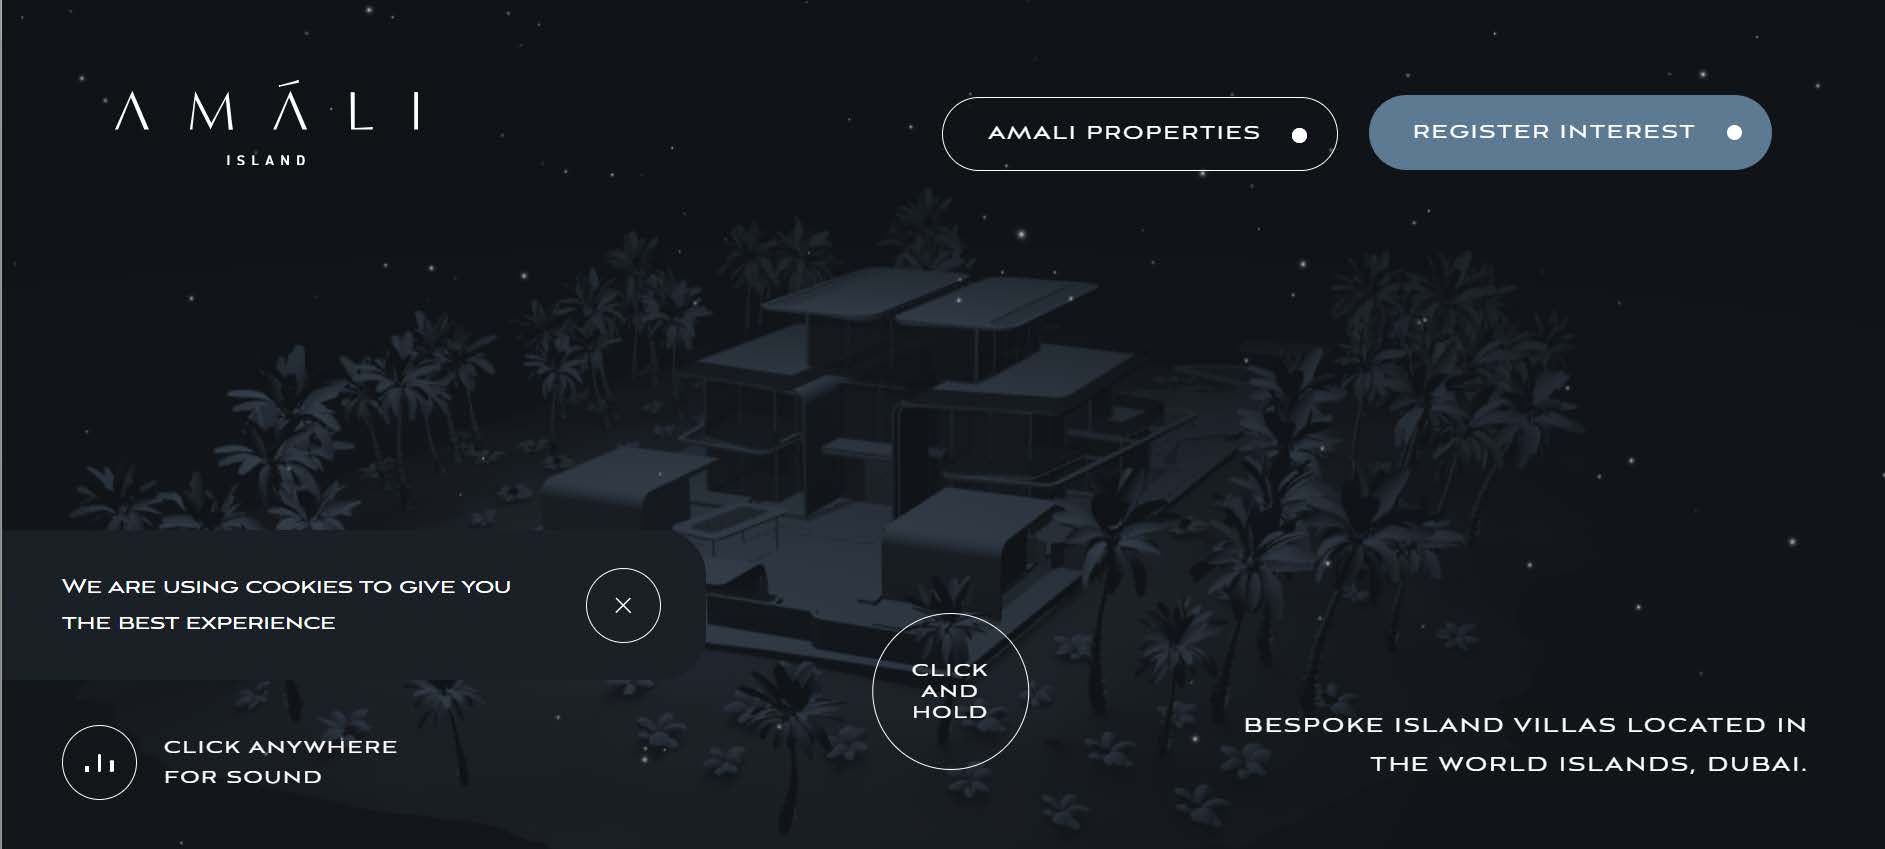 AMÁLI
ISLAND
AMALI PROPERTIES
REGISTER INTEREST
WE ARE USING COOKIES TO GIVE YOU
THE BEST EXPERIENCE
CLICK
AND
HOLD
CLICK ANYWHERE
FOR SOUND
BESPOKE ISLAND VILLAS LOCATED IN
THE WORLD ISLANDS, DUBAI.